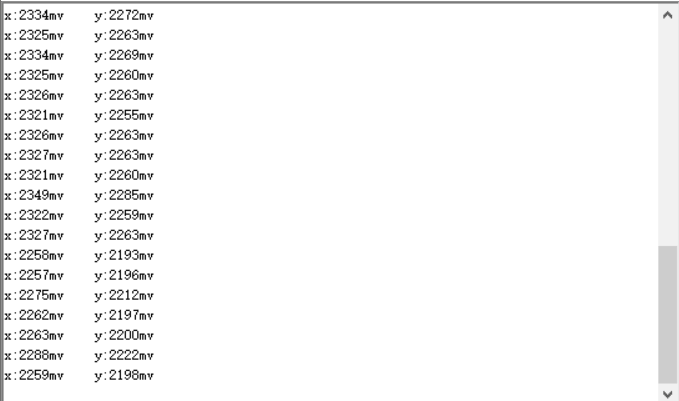 x:2334mv    y:2272mv
x:2325mv    y:2263mv
x:2334mv    y:2269mv
x:2325mv    y:2260mv
x:2326mv    y:2263mv
x:2321mv    y:2255mv
x:2326mv    y:2263mv
x:2327mv    y:2263mv
x:2321mv    y:2260mv
x:2349mv    y:2285mv
x:2322mv    y:2259mv
x:2327mv    y:2263mv
x:2258mv    y:2193mv
x:2257mv    y:2196mv
x:2275mv    y:2212mv
x:2262mv    y:2197mv
x:2263mv    y:2200mv
x:2288mv    y:2222mv
x:2259mv    y:2198mv